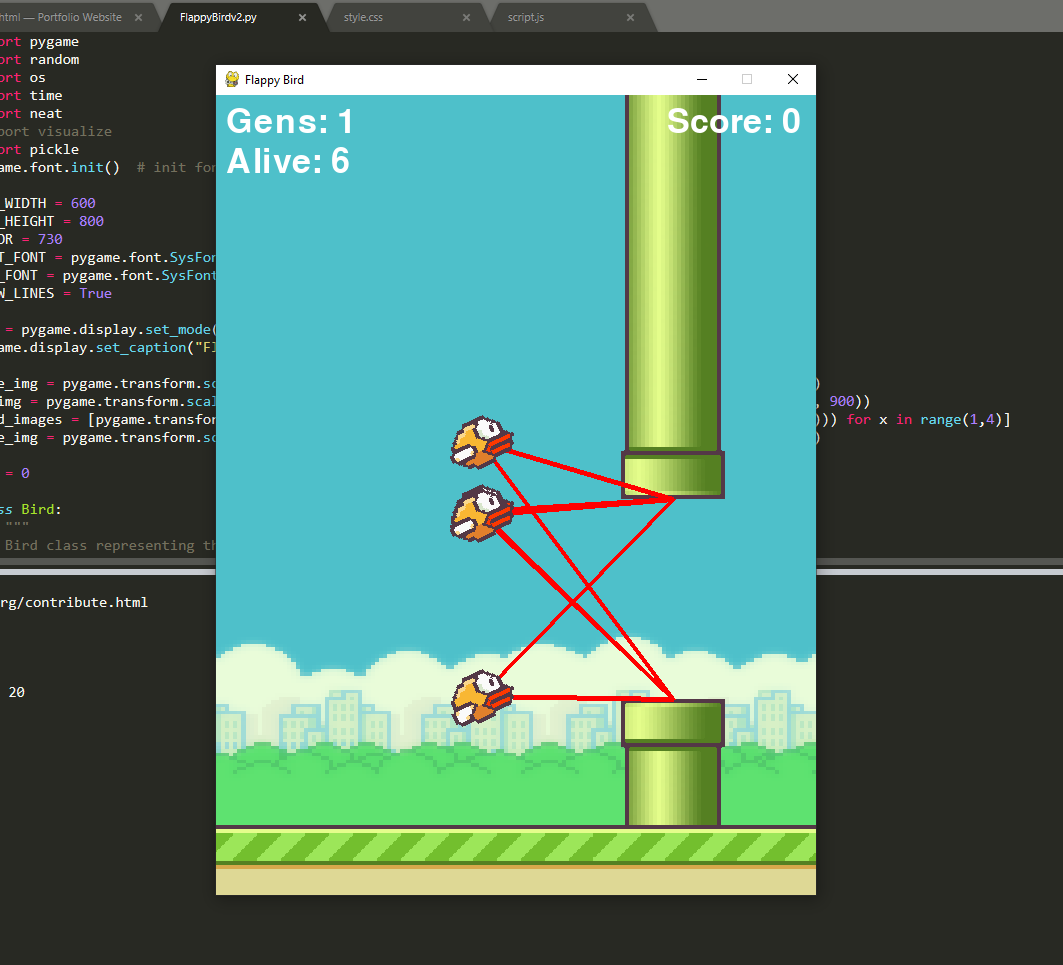 html — Portfolio Website × FlappyBirdv2.py × style.css × script.js ×
ort pygame
ort random
ort os
ort time
ort neat
port visualize
ort pickle
ame.font.init()  # init fon
_WIDTH = 600
_HEIGHT = 800
OR = 730
T_FONT = pygame.font.SysFon
_FONT = pygame.font.SysFont
W_LINES = True
= pygame.display.set_mode(
ame.display.set_caption("Fl
e_img = pygame.transform.sc )
img = pygame.transform.scal , 900))
d_images = [pygame.transfor ))) for x in range(1,4)]
e_img = pygame.transform.sc )
= 0
ss Bird:
"""
Bird class representing th
rg/contribute.html
20
Flappy Bird
Gens: 1
Score: 0
Alive: 6